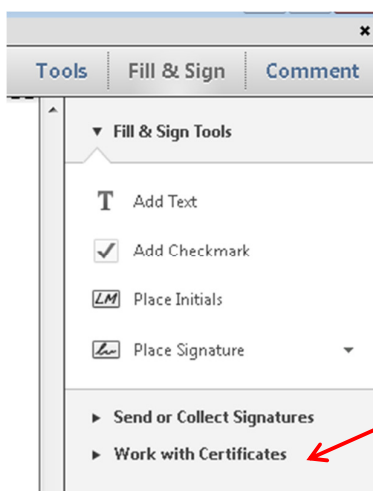 Tools Fill & Sign Comment
Fill & Sign Tools
T Add Text
Add Checkmark
LM Place Initials
Place Signature
Send or Collect Signatures
Work with Certificates